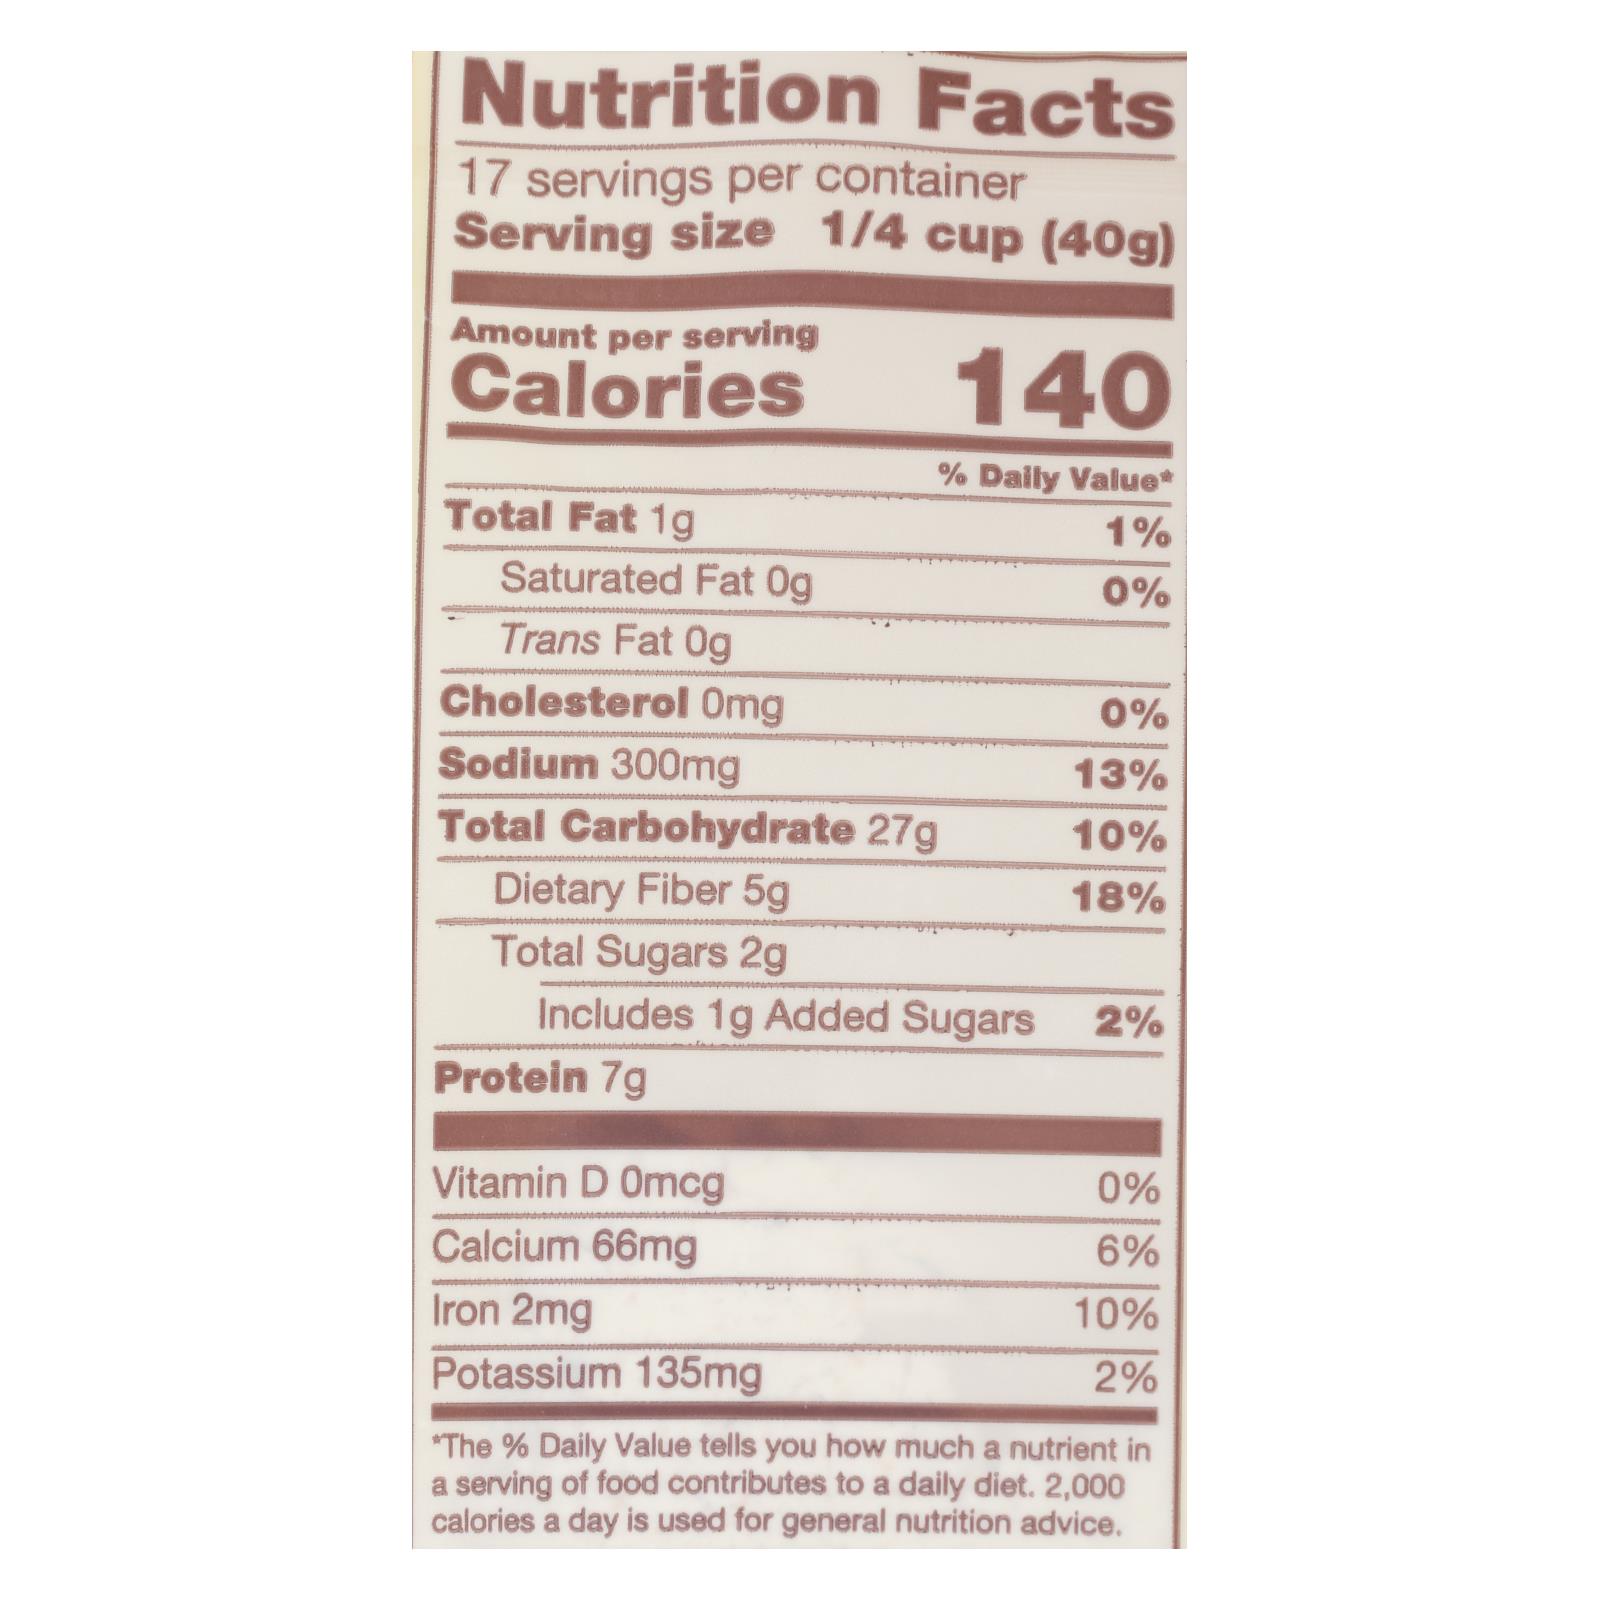 Nutrition Facts
17 servings per container
Serving size 1/4 cup (40g)
Amount per serving
Calories 140
% Daily Value*
Total Fat 1g 1%
Saturated Fat 0g 0%
Trans Fat 0g
Cholesterol 0mg 0%
Sodium 300mg 13%
Total Carbohydrate 27g 10%
Dietary Fiber 5g 18%
Total Sugars 2g
Includes 1g Added Sugars 2%
Protein 7g
Vitamin D 0mcg 0%
Calcium 66mg 6%
Iron 2mg 10%
Potassium 135mg 2%
*The % Daily Value tells you how much a nutrient in
a serving of food contributes to a daily diet. 2,000
calories a day is used for general nutrition advice.